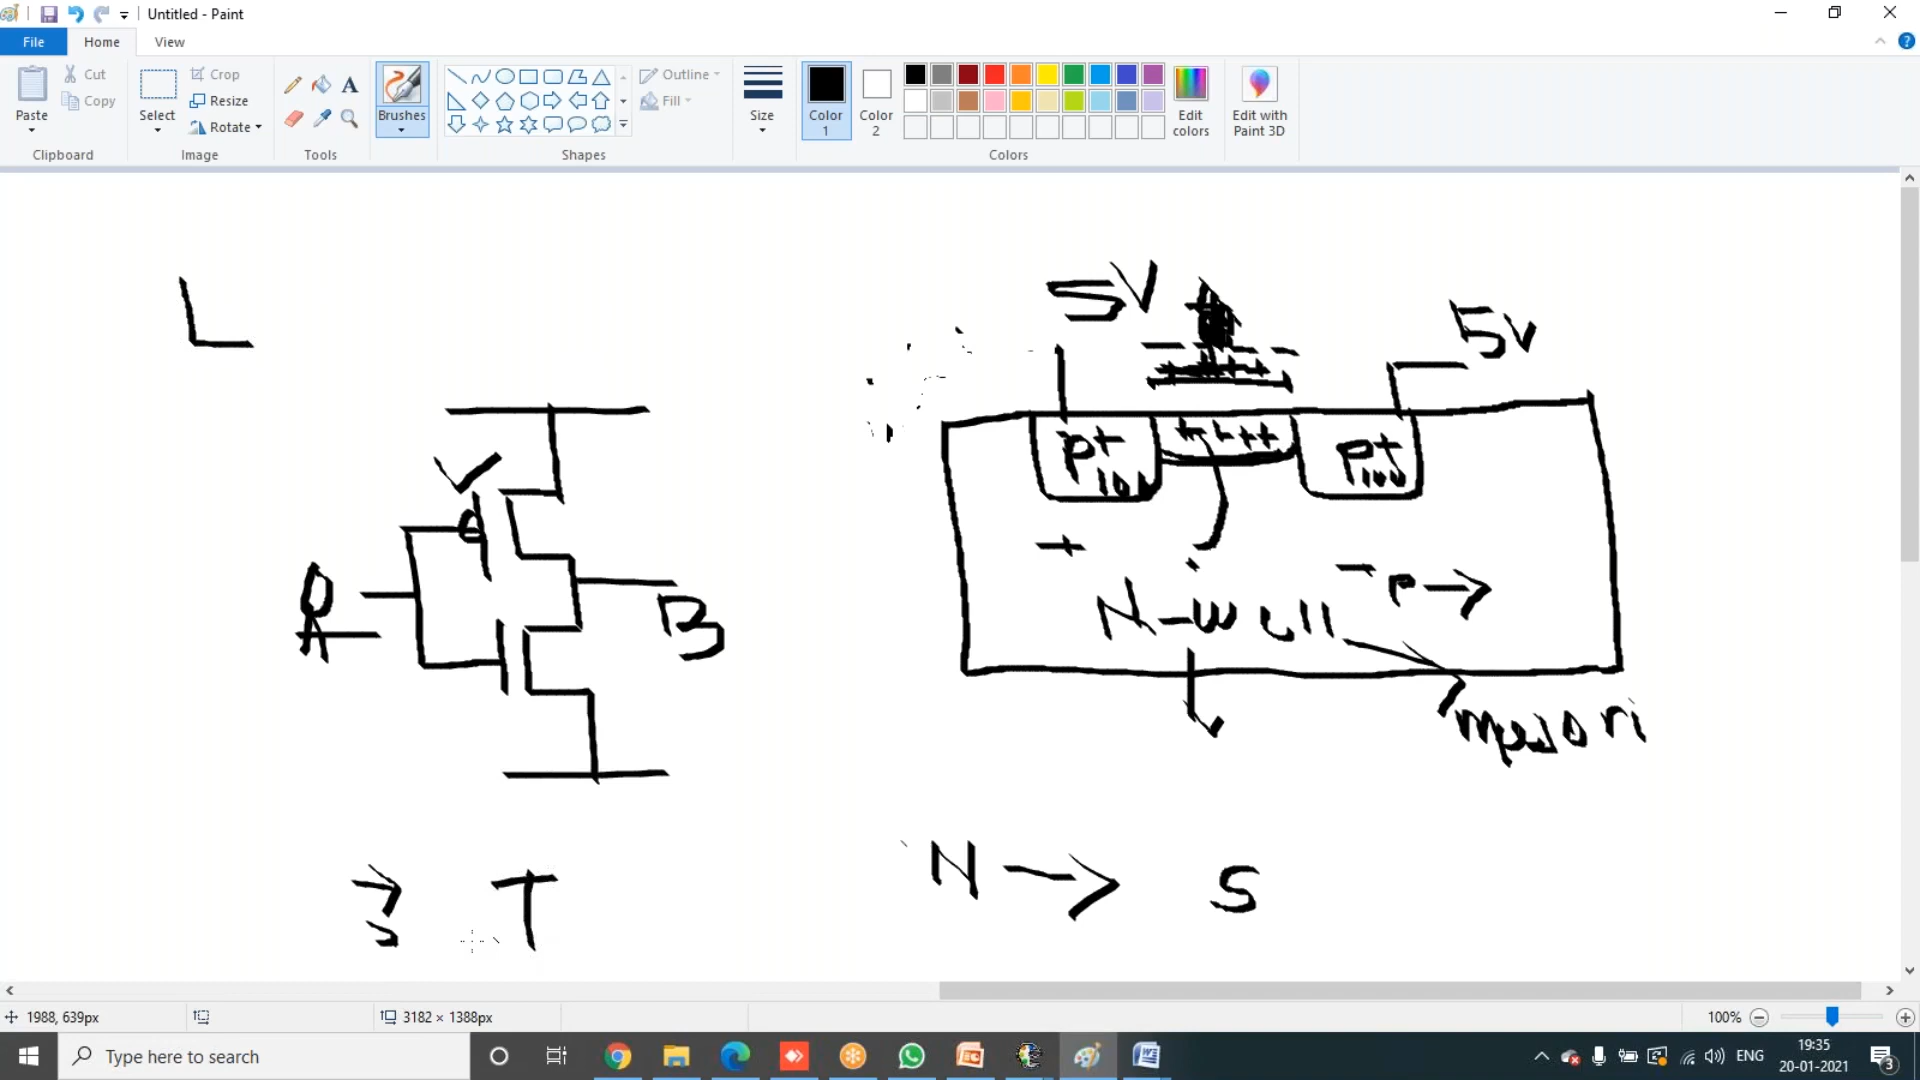 Untitled - Paint
File Home View
Paste
Cut
Copy
Clipboard
Select
Crop
Resize
Rotate
Image
Tools
Brushes
Shapes
Outline
Fill
Size
Color 1
Color 2
Edit colors
Colors
Edit with Paint 3D
L
5V
5V
P+
++++
P+
100
+
- P →
N-well
A
B
T
N → S
1988, 639px
3182 × 1388px
100%
Type here to search
ENG
19:35
20-01-2021
3